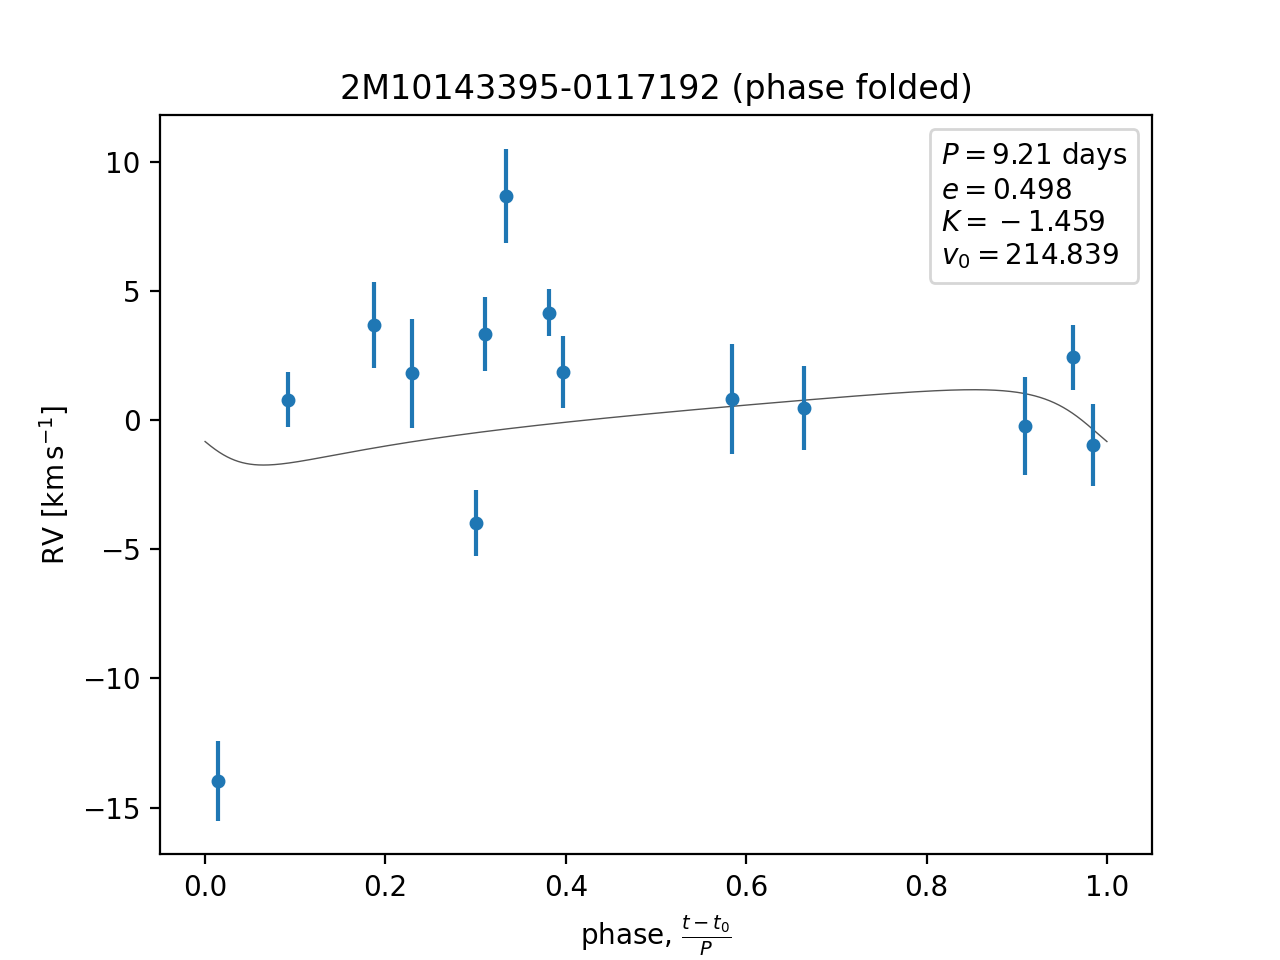 2M10143395-0117192 (phase folded)
P = 9.21 days
e = 0.498
K = −1.459
v₀ = 214.839
10
5
0
−5
−10
−15
RV [km s⁻¹]
0.0 0.2 0.4 0.6 0.8 1.0
phase, (t − t₀)/P